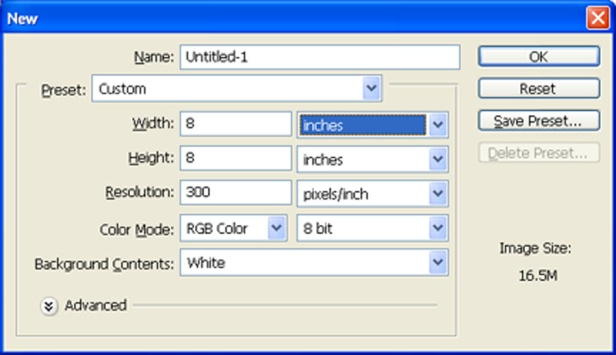 New
Name: Untitled-1
OK
Preset: Custom
Reset
Width: 8 inches
Save Preset...
Height: 8 inches
Delete Preset...
Resolution: 300 pixels/inch
Color Mode: RGB Color 8 bit
Image Size:
Background Contents: White
16.5M
Advanced